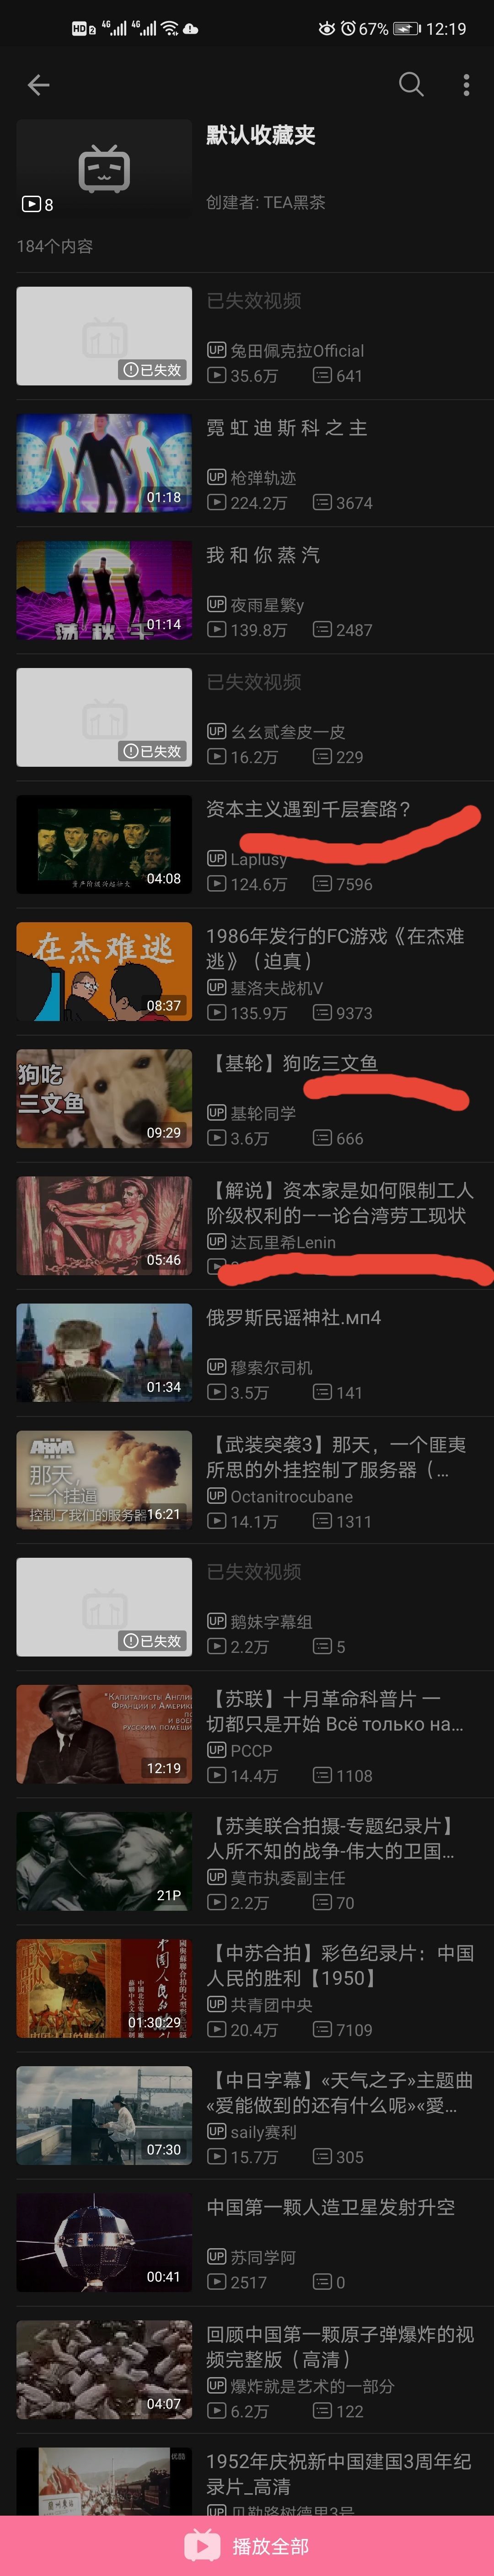 HD 2 4G 4G 67% 12:19
默认收藏夹
8
创建者: TEA黑茶
184个内容
已失效视频
已失效
UP 兔田佩克拉Official
35.6万 641
霓 虹 迪 斯 科 之 主
01:18
UP 枪弹轨迹
224.2万 3674
我 和 你 蒸 汽
01:14
UP 夜雨星繁y
139.8万 2487
已失效视频
已失效
UP 幺幺贰叁皮一皮
16.2万 229
资本主义遇到千层套路?
资产阶级兴起壮大
04:08
UP Laplusy
124.6万 7596
在杰难逃
08:37
1986年发行的FC游戏《在杰难
逃》（迫真）
UP 基洛夫战机V
135.9万 9373
狗吃
三文鱼
09:29
【基轮】狗吃三文鱼
UP 基轮同学
3.6万 666
05:46
【解说】资本家是如何限制工人
阶级权利的——论台湾劳工现状
UP 达瓦里希Lenin
01:34
俄罗斯民谣神社.мп4
UP 穆索尔司机
3.5万 141
ARMA
那天，
一个挂逼
控制了我们的服务器
16:21
【武装突袭3】那天，一个匪夷
所思的外挂控制了服务器（...
UP Octanitrocubane
14.1万 1311
已失效视频
已失效
UP 鹅妹字幕组
2.2万 5
12:19
【苏联】十月革命科普片 一
切都只是开始 Всё только на...
UP PCCP
14.4万 1108
21P
【苏美联合拍摄-专题纪录片】
人所不知的战争-伟大的卫国...
UP 莫市执委副主任
2.2万 70
01:30:29
【中苏合拍】彩色纪录片：中国
人民的胜利【1950】
UP 共青团中央
20.4万 7109
07:30
【中日字幕】«天气之子»主题曲
«爱能做到的还有什么呢»«愛...
UP saily赛利
15.7万 305
00:41
中国第一颗人造卫星发射升空
UP 苏同学阿
2517 0
04:07
回顾中国第一颗原子弹爆炸的视
频完整版（高清）
UP 爆炸就是艺术的一部分
6.2万 122
优酷
1952年庆祝新中国建国3周年纪
录片_高清
UP 贝勒路树德里3号
播放全部